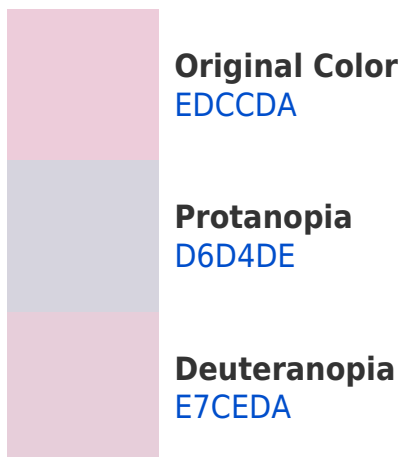 Original Color
EDCCDA
Protanopia
D6D4DE
Deuteranopia
E7CEDA